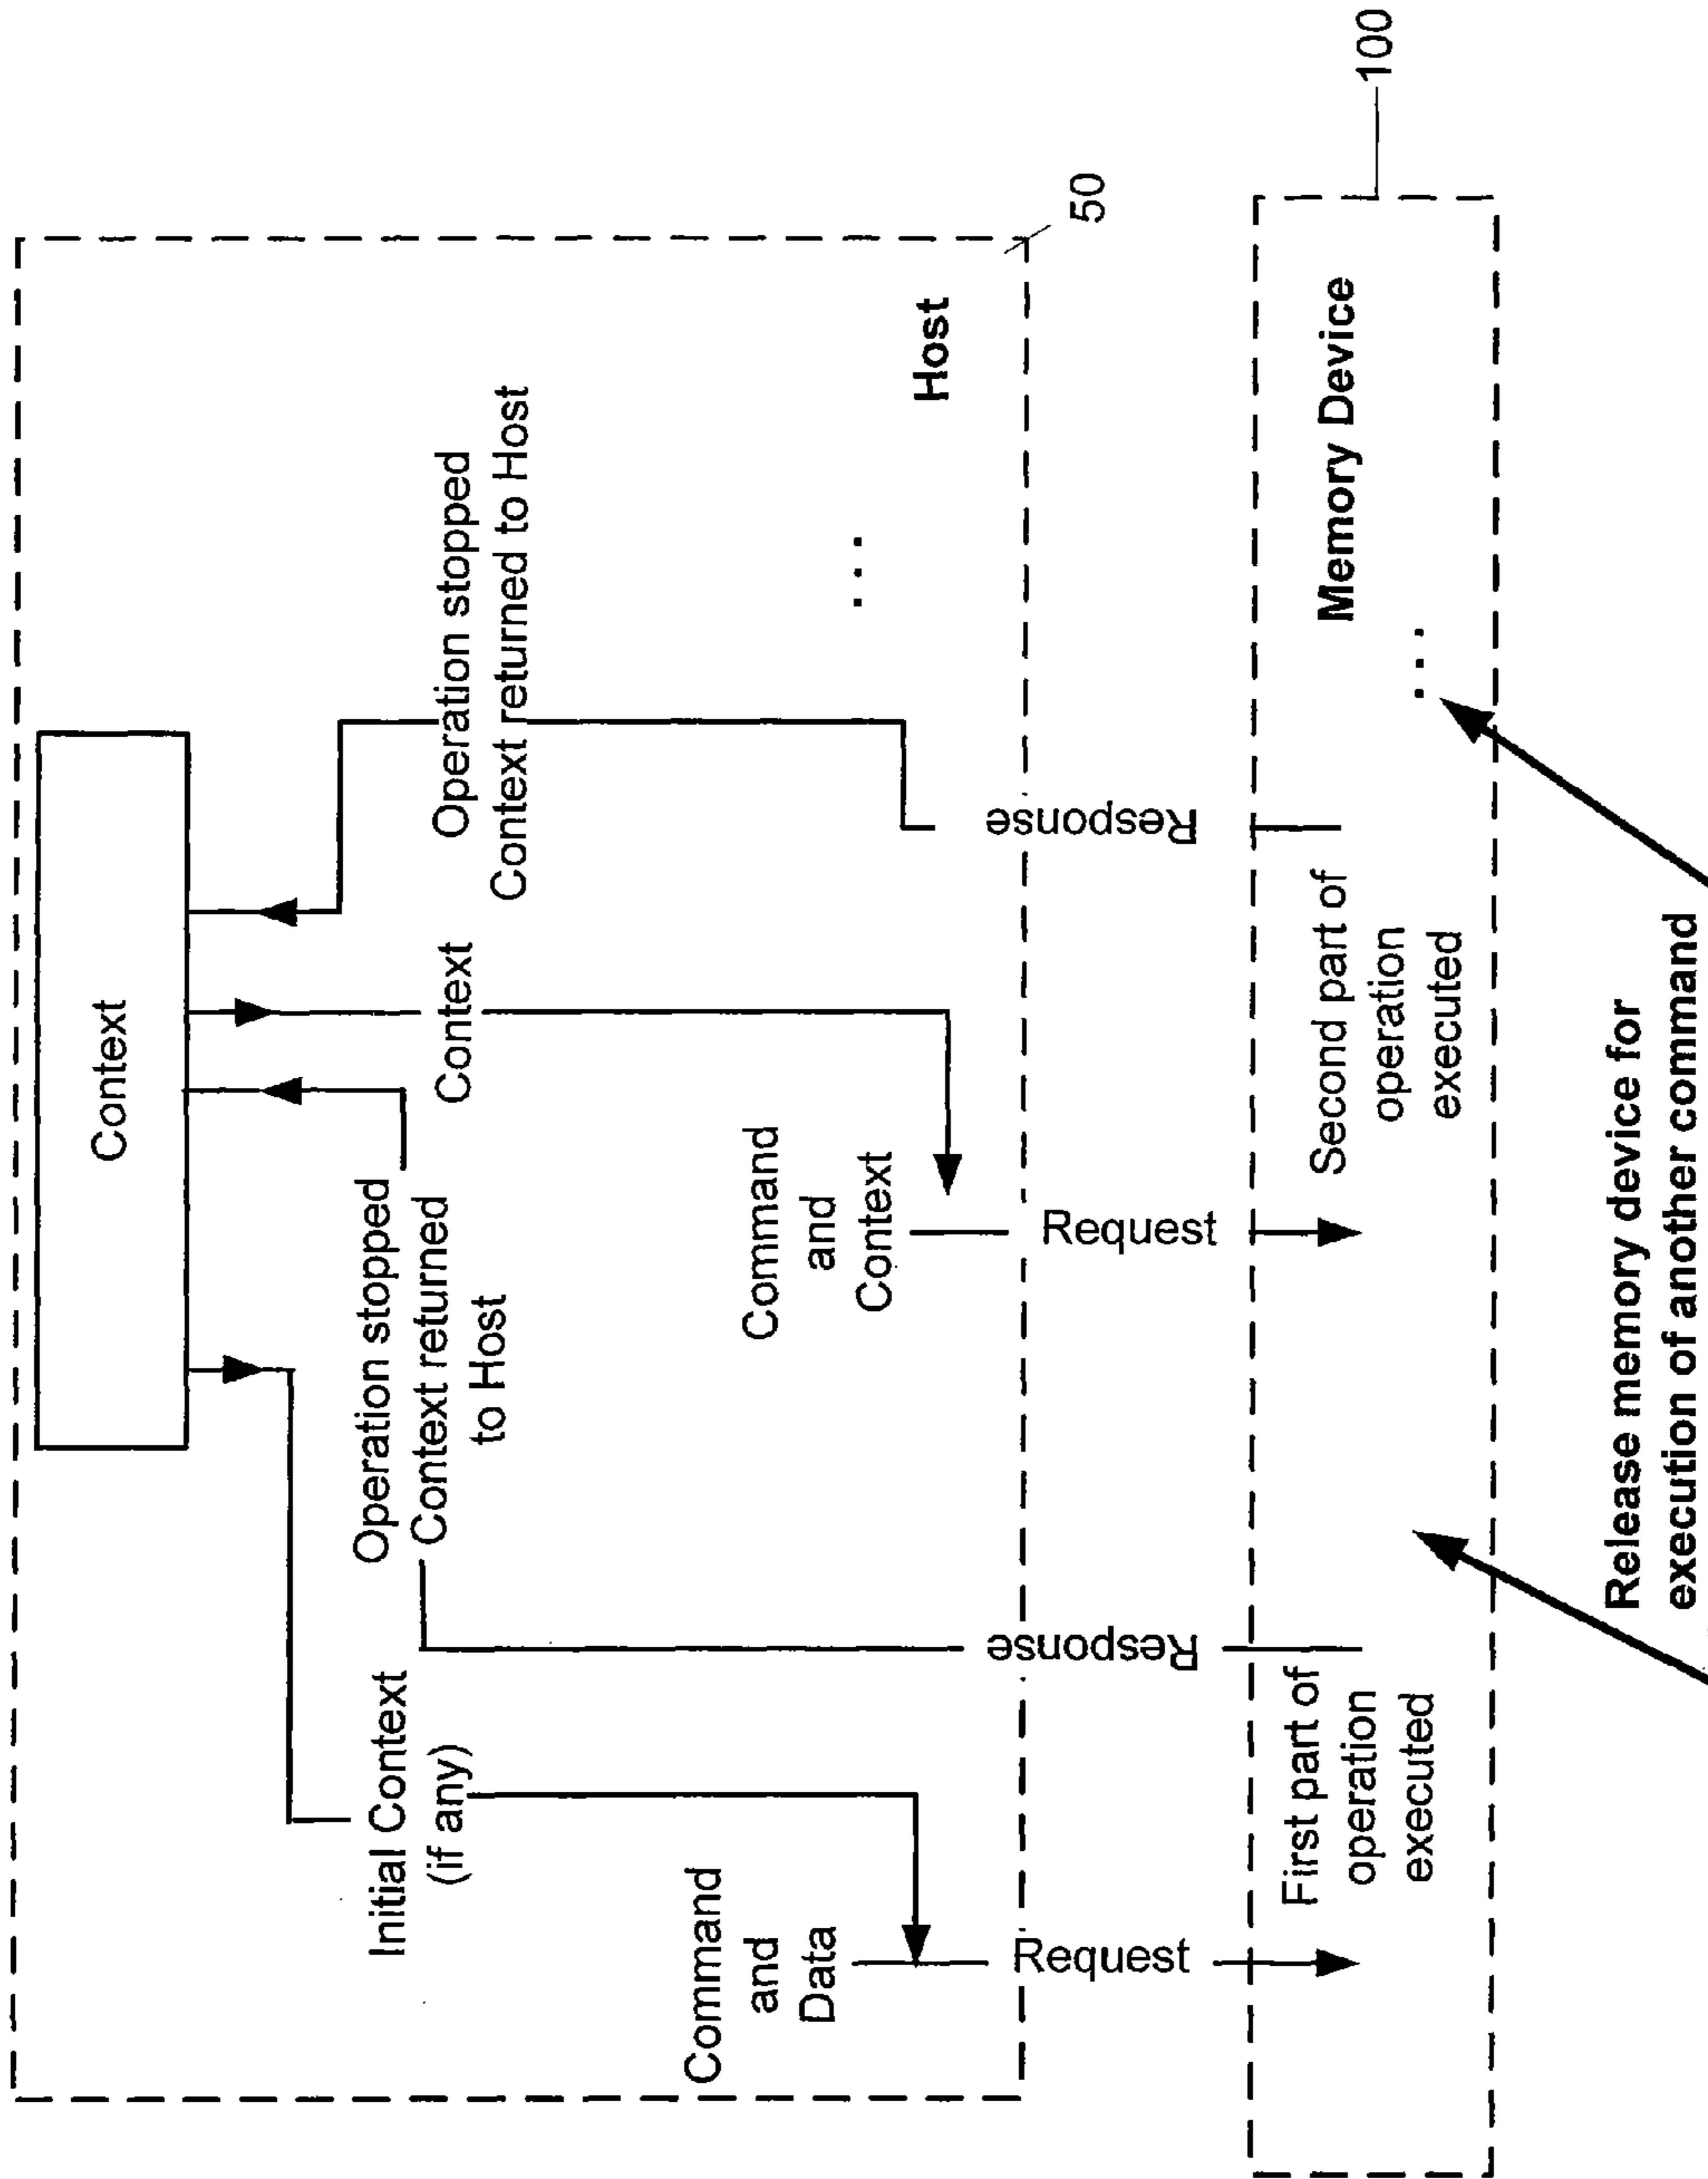 Context
Initial Context
(if any)
Operation stopped
Context returned
to Host
Context
Operation stopped
Context returned to Host
Command
and
Data
Command
and
Context
. . .
Host
50
Request
Response
Request
Response
First part of
operation
executed
Second part of
operation
executed
. . .
Memory Device
100
Release memory device for
execution of another command